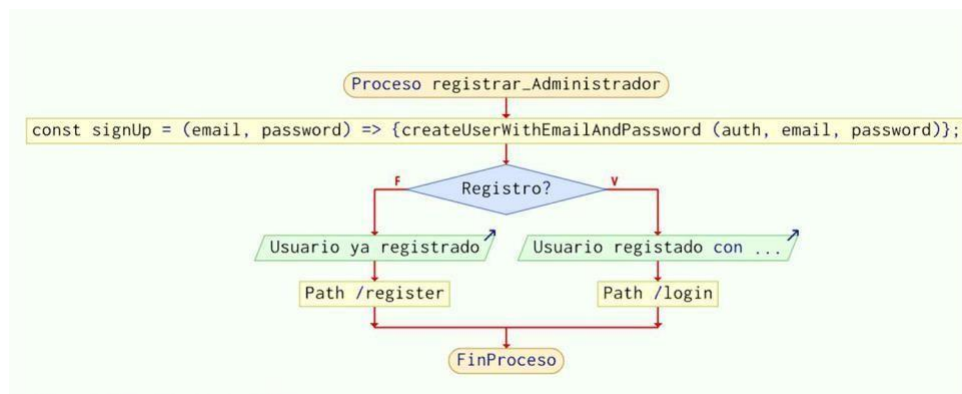 Proceso registrar_Administrador
const signUp = (email, password) => {createUserWithEmailAndPassword (auth, email, password)};
F
Registro?
V
Usuario ya registrado
Usuario registado con ...
Path /register
Path /login
FinProceso